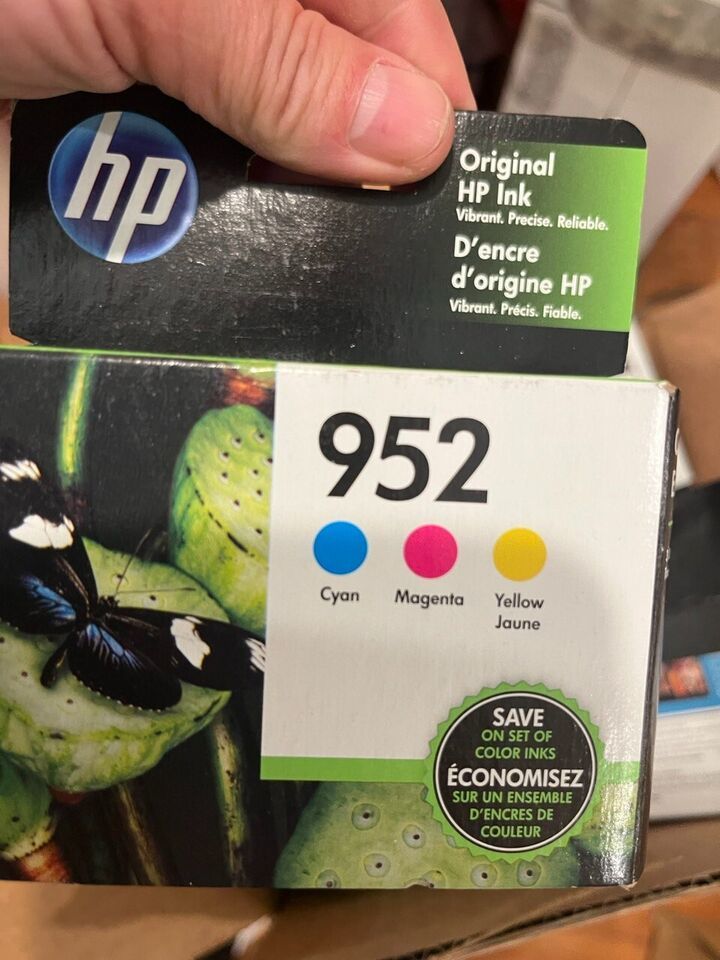 hp
Original
HP Ink
Vibrant. Precise. Reliable.
D'encre
d'origine HP
Vibrant. Précis. Fiable.
952
Cyan
Magenta
Yellow
Jaune
SAVE
ON SET OF
COLOR INKS
ÉCONOMISEZ
SUR UN ENSEMBLE
D'ENCRES DE
COULEUR